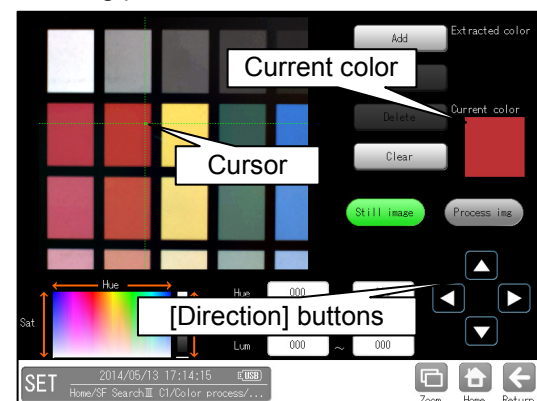 Add
Extracted color
Current color
Current color
Delete
Cursor
Clear
Still image
Process img
Hue
Hue
000
Sat
[Direction] buttons
Lum
000
~
000
SET
2014/05/13 17:14:15
USB
Home/SF SearchⅢ C1/Color process/...
Zoom
Home
Return